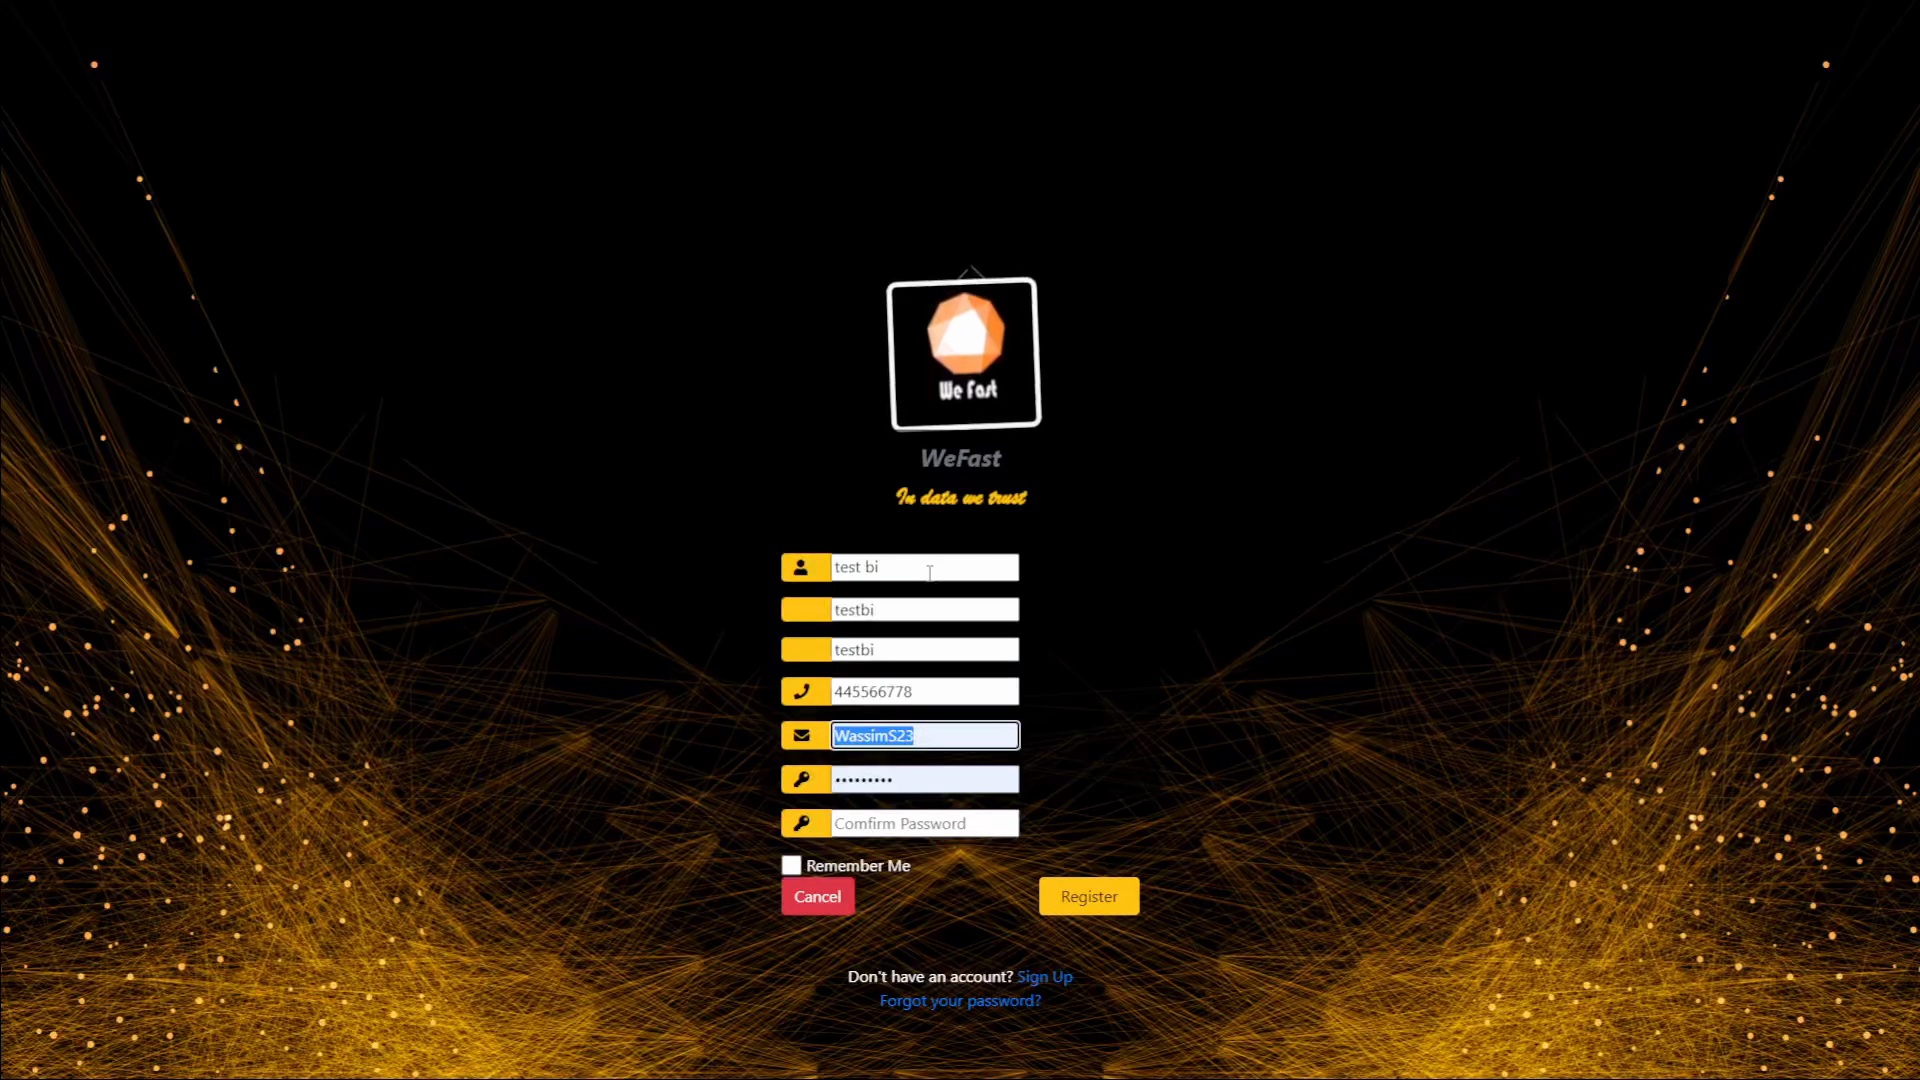 We Fast
WeFast
In data we trust
test bi
testbi
testbi
445566778
WassimS23
•••••••••
Comfirm Password
Remember Me
Cancel
Register
Don't have an account? Sign Up
Forgot your password?